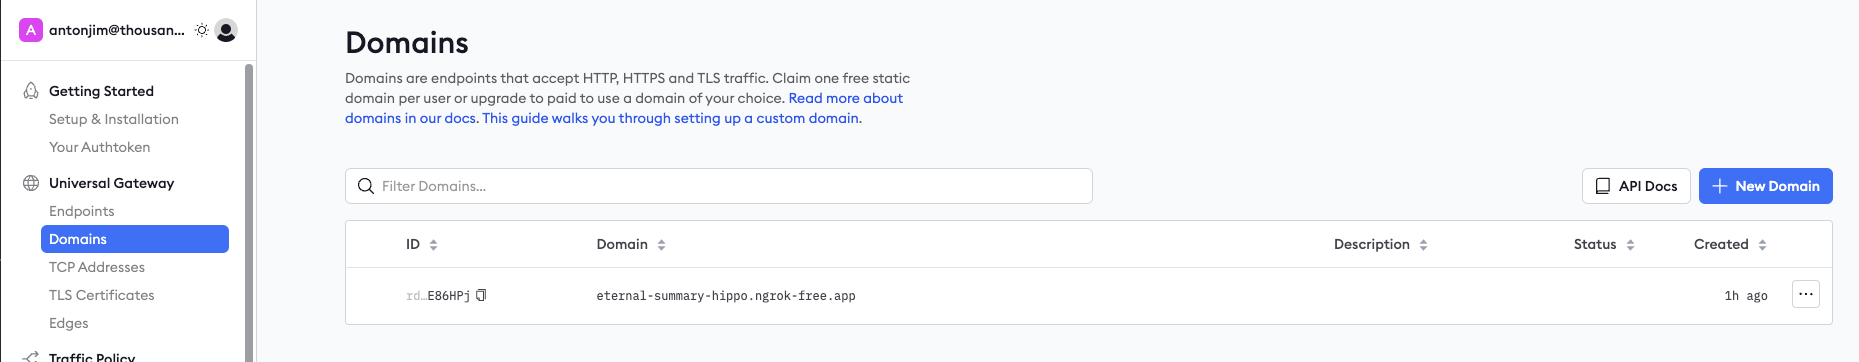 A antonjim@thousan...
Getting Started
Setup & Installation
Your Authtoken
Universal Gateway
Endpoints
Domains
TCP Addresses
TLS Certificates
Edges
Traffic Policy
Domains
Domains are endpoints that accept HTTP, HTTPS and TLS traffic. Claim one free static
domain per user or upgrade to paid to use a domain of your choice. Read more about
domains in our docs. This guide walks you through setting up a custom domain.
Filter Domains...
API Docs
New Domain
ID Domain Description Status Created
rd…E86HPj eternal-summary-hippo.ngrok-free.app 1h ago